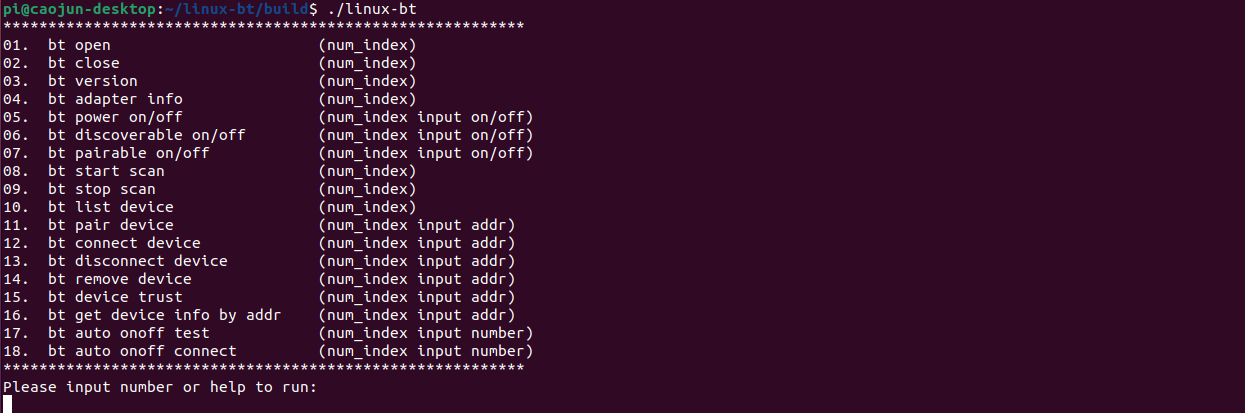 pi@caojun-desktop:~/linux-bt/build$ ./linux-bt
**********************************************************
01.  bt open                       (num_index)
02.  bt close                      (num_index)
03.  bt version                    (num_index)
04.  bt adapter info               (num_index)
05.  bt power on/off               (num_index input on/off)
06.  bt discoverable on/off        (num_index input on/off)
07.  bt pairable on/off            (num_index input on/off)
08.  bt start scan                 (num_index)
09.  bt stop scan                  (num_index)
10.  bt list device                (num_index)
11.  bt pair device                (num_index input addr)
12.  bt connect device             (num_index input addr)
13.  bt disconnect device          (num_index input addr)
14.  bt remove device              (num_index input addr)
15.  bt device trust               (num_index input addr)
16.  bt get device info by addr    (num_index input addr)
17.  bt auto onoff test            (num_index input number)
18.  bt auto onoff connect         (num_index input number)
**********************************************************
Please input number or help to run: